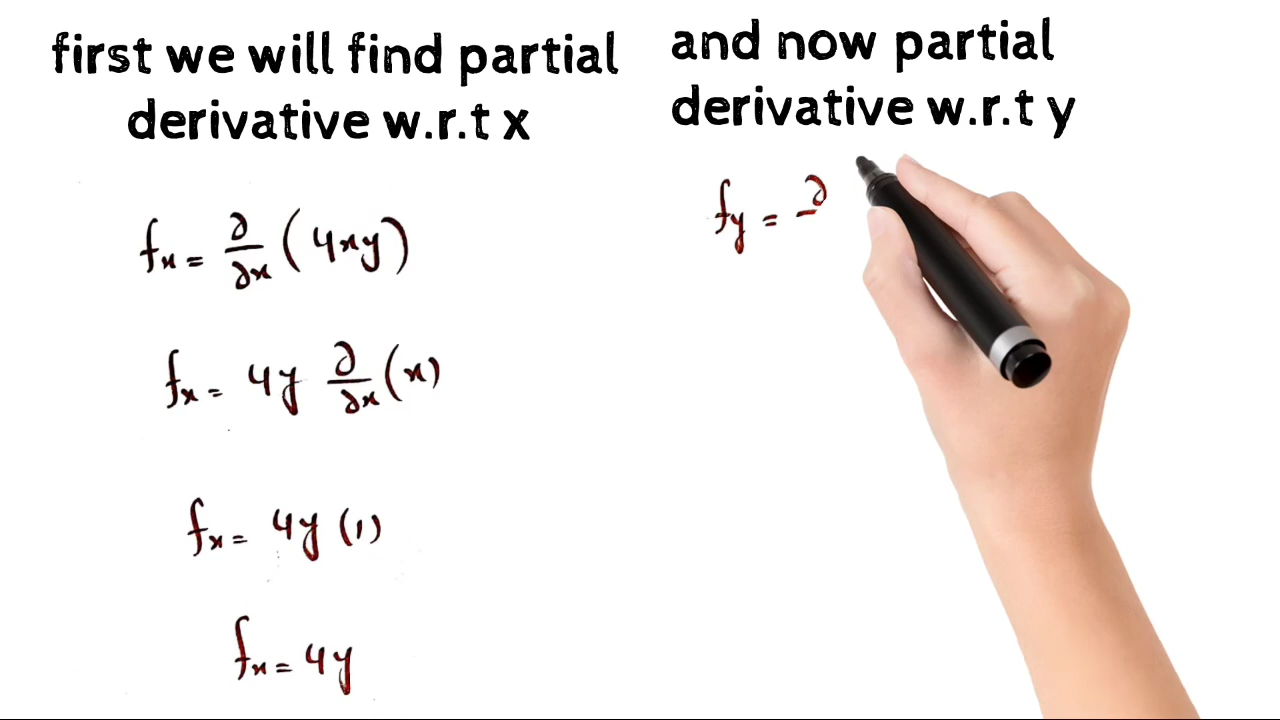 first we will find partial
derivative w.r.t x
fx = ∂/∂x (4xy)
fx = 4y ∂/∂x (x)
fx = 4y (1)
fx = 4y
and now partial
derivative w.r.t y
fy = ∂